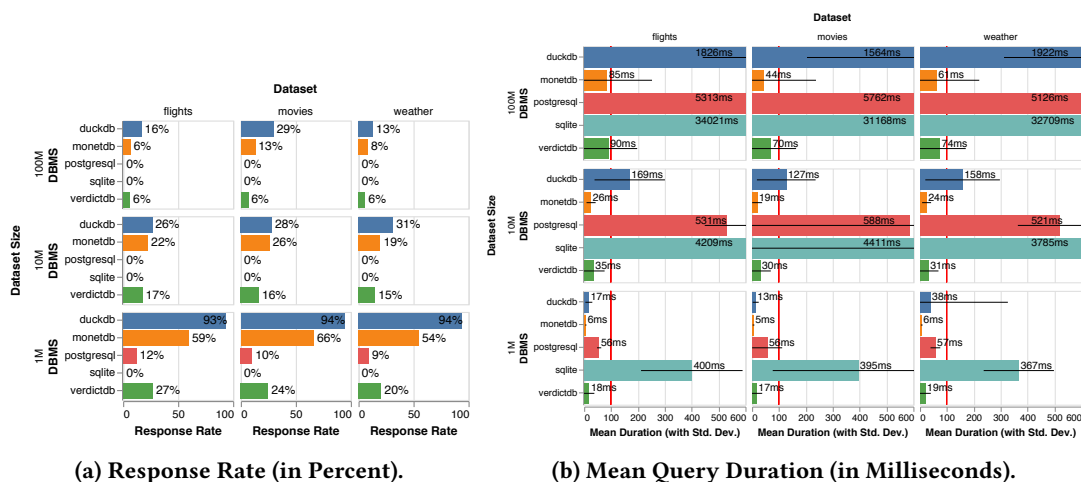 Dataset
flights movies weather
100M
DBMS
duckdb 16% 29% 13%
monetdb 6% 13% 8%
postgresql 0% 0% 0%
sqlite 0% 0% 0%
verdictdb 6% 6% 6%
Dataset Size
10M
DBMS
duckdb 26% 28% 31%
monetdb 22% 26% 19%
postgresql 0% 0% 0%
sqlite 0% 0% 0%
verdictdb 17% 16% 15%
1M
DBMS
duckdb 93% 94% 94%
monetdb 59% 66% 54%
postgresql 12% 10% 9%
sqlite 0% 0% 0%
verdictdb 27% 24% 20%
0 50 100 0 50 100 0 50 100
Response Rate Response Rate Response Rate
(a) Response Rate (in Percent).
Dataset
flights movies weather
100M
DBMS
duckdb 1826ms 1564ms 1922ms
monetdb 85ms 44ms 61ms
postgresql 5313ms 5762ms 5126ms
sqlite 34021ms 31168ms 32709ms
verdictdb 90ms 70ms 74ms
Dataset Size
10M
DBMS
duckdb 169ms 127ms 158ms
monetdb 26ms 19ms 24ms
postgresql 531ms 588ms 521ms
sqlite 4209ms 4411ms 3785ms
verdictdb 35ms 30ms 31ms
1M
DBMS
duckdb 17ms 13ms 38ms
monetdb 6ms 5ms 6ms
postgresql 56ms 56ms 57ms
sqlite 400ms 395ms 367ms
verdictdb 18ms 17ms 19ms
0 100 200 300 400 500 600 0 100 200 300 400 500 600 0 100 200 300 400 500 600
Mean Duration (with Std. Dev.) Mean Duration (with Std. Dev.) Mean Duration (with Std. Dev.)
(b) Mean Query Duration (in Milliseconds).